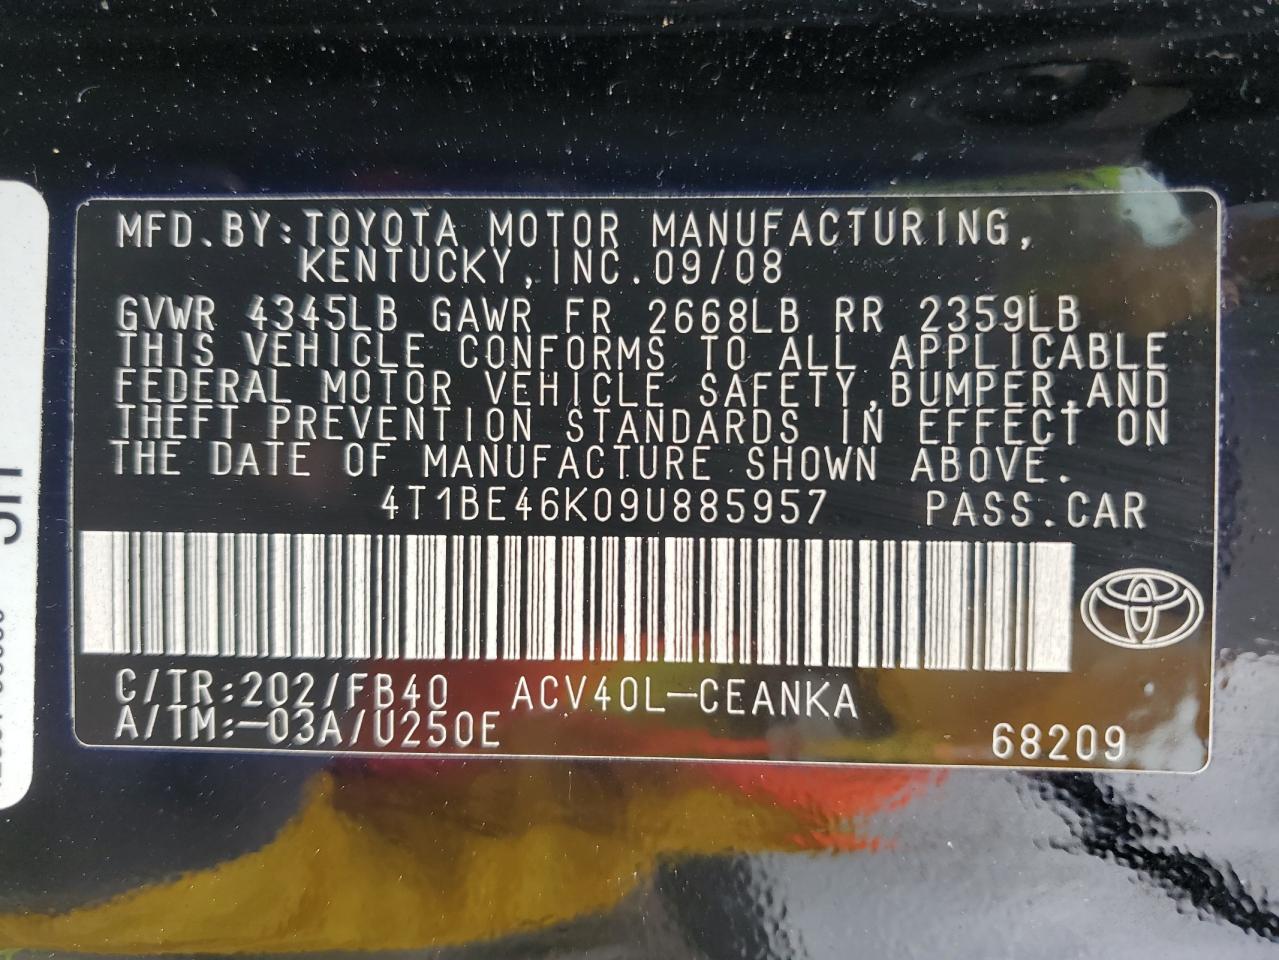 MFD.BY:TOYOTA MOTOR MANUFACTURING,
KENTUCKY,INC.09/08
GVWR 4345LB GAWR FR 2668LB RR 2359LB
THIS VEHICLE CONFORMS TO ALL APPLICABLE
FEDERAL MOTOR VEHICLE SAFETY,BUMPER,AND
THEFT PREVENTION STANDARDS IN EFFECT ON
THE DATE OF MANUFACTURE SHOWN ABOVE.
4T1BE46K09U885957 PASS.CAR
C/TR:202/FB40 ACV40L-CEANKA
A/TM:-03A/U250E
68209